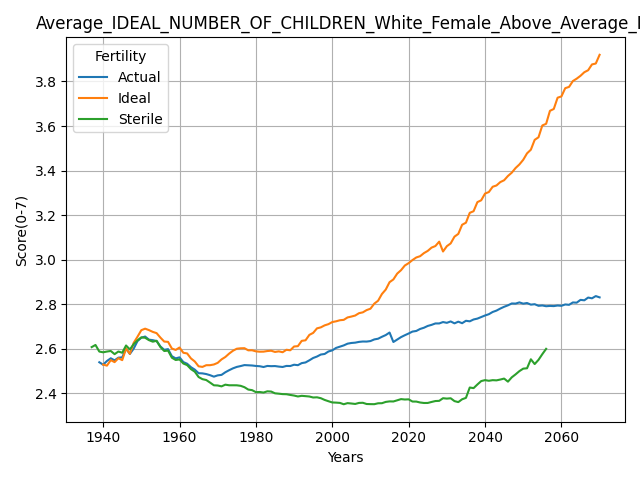 Average_IDEAL_NUMBER_OF_CHILDREN_White_Female_Above_Average_
Fertility
Actual
Ideal
Sterile
Score(0-7)
3.8
3.6
3.4
3.2
3.0
2.8
2.6
2.4
1940 1960 1980 2000 2020 2040 2060
Years